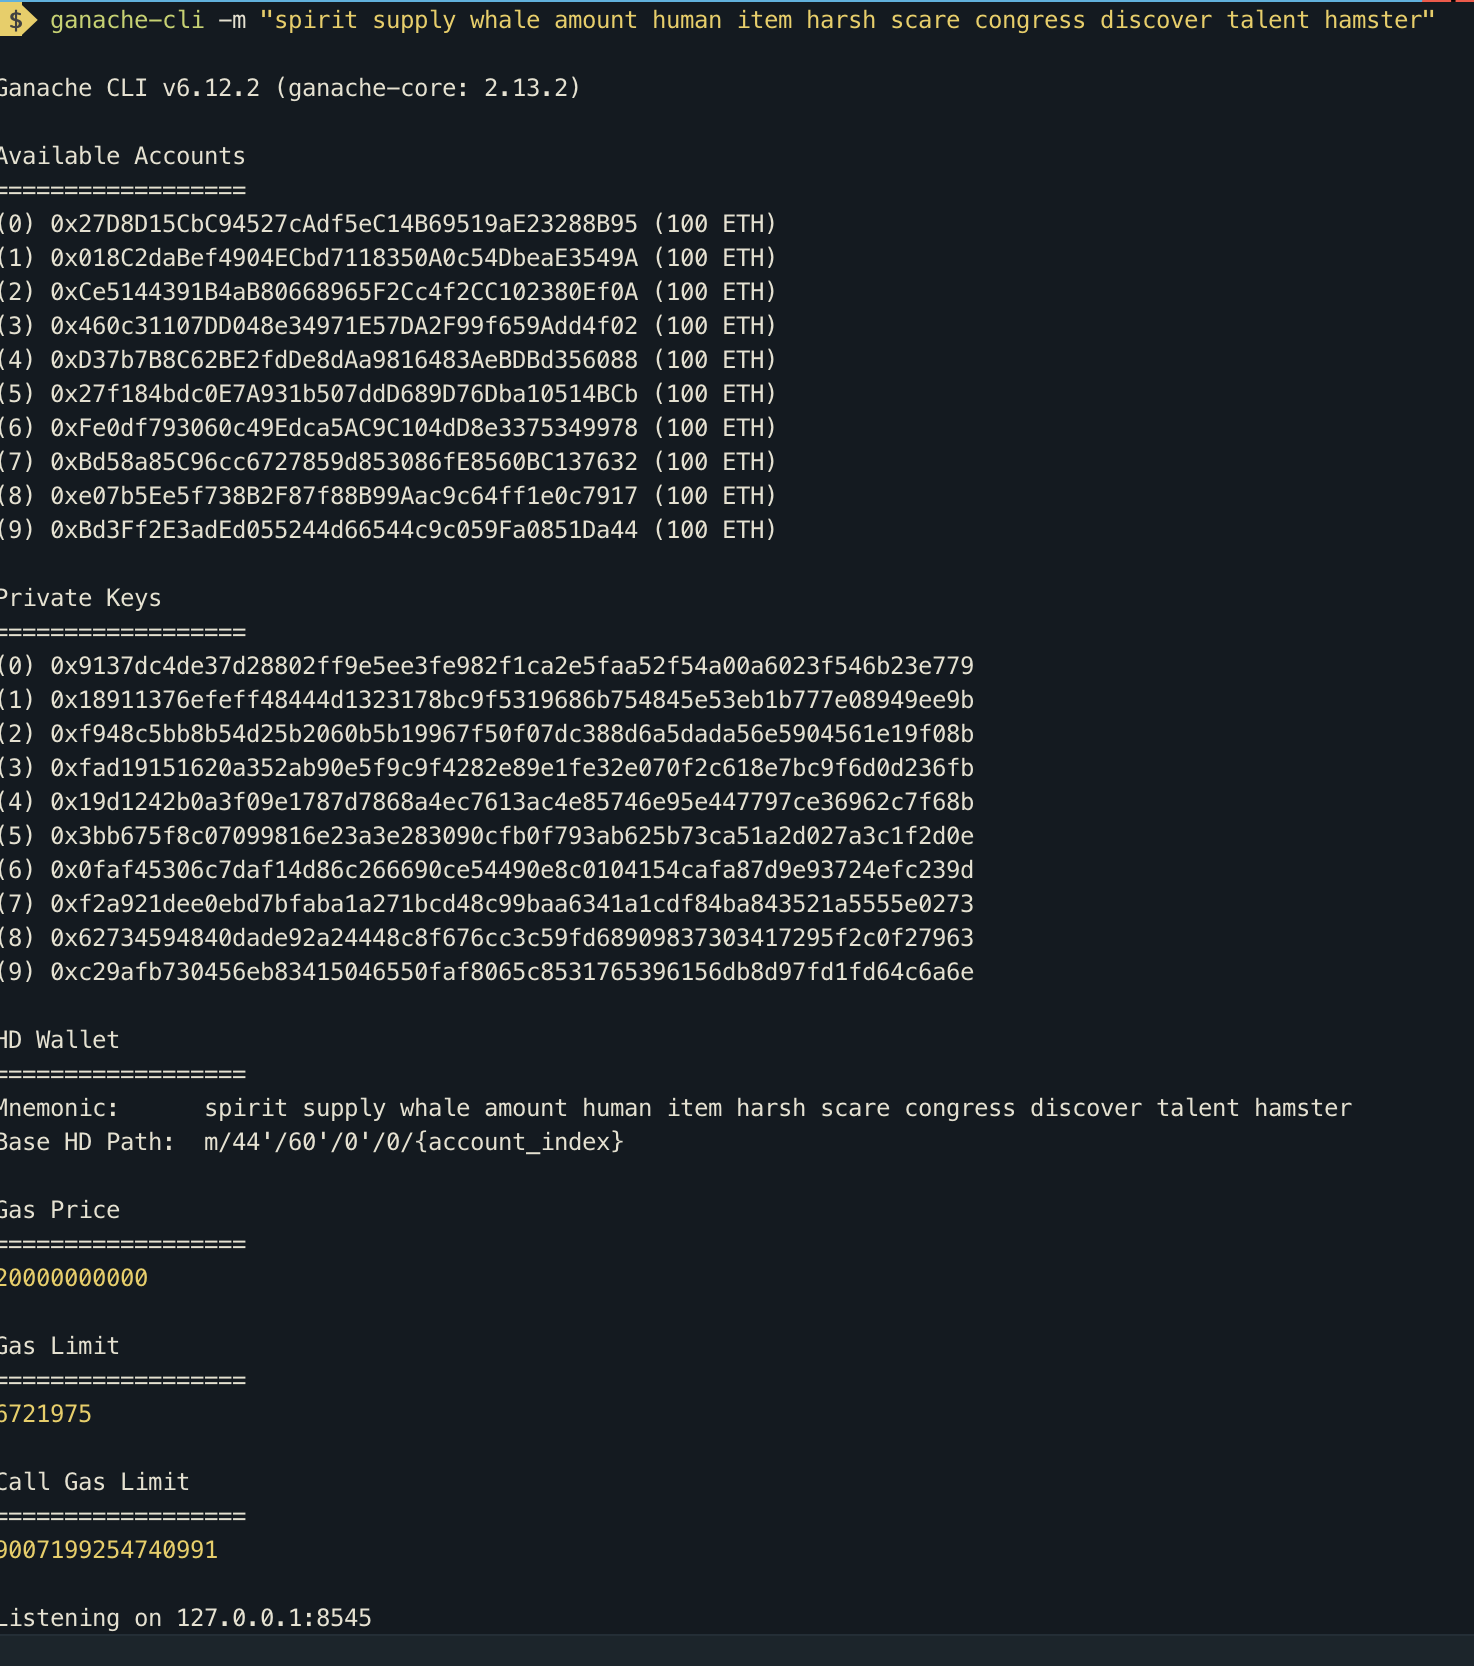 $ ganache-cli -m "spirit supply whale amount human item harsh scare congress discover talent hamster"
Ganache CLI v6.12.2 (ganache-core: 2.13.2)
Available Accounts
==================
(0) 0x27D8D15CbC94527cAdf5eC14B69519aE23288B95 (100 ETH)
(1) 0x018C2daBef4904ECbd7118350A0c54DbeaE3549A (100 ETH)
(2) 0xCe5144391B4aB80668965F2Cc4f2CC102380Ef0A (100 ETH)
(3) 0x460c31107DD048e34971E57DA2F99f659Add4f02 (100 ETH)
(4) 0xD37b7B8C62BE2fdDe8dAa9816483AeBDBd356088 (100 ETH)
(5) 0x27f184bdc0E7A931b507ddD689D76Dba10514BCb (100 ETH)
(6) 0xFe0df793060c49Edca5AC9C104dD8e3375349978 (100 ETH)
(7) 0xBd58a85C96cc6727859d853086fE8560BC137632 (100 ETH)
(8) 0xe07b5Ee5f738B2F87f88B99Aac9c64ff1e0c7917 (100 ETH)
(9) 0xBd3Ff2E3adEd055244d66544c9c059Fa0851Da44 (100 ETH)
Private Keys
==================
(0) 0x9137dc4de37d28802ff9e5ee3fe982f1ca2e5faa52f54a00a6023f546b23e779
(1) 0x18911376efeff48444d1323178bc9f5319686b754845e53eb1b777e08949ee9b
(2) 0xf948c5bb8b54d25b2060b5b19967f50f07dc388d6a5dada56e5904561e19f08b
(3) 0xfad19151620a352ab90e5f9c9f4282e89e1fe32e070f2c618e7bc9f6d0d236fb
(4) 0x19d1242b0a3f09e1787d7868a4ec7613ac4e85746e95e447797ce36962c7f68b
(5) 0x3bb675f8c07099816e23a3e283090cfb0f793ab625b73ca51a2d027a3c1f2d0e
(6) 0x0faf45306c7daf14d86c266690ce54490e8c0104154cafa87d9e93724efc239d
(7) 0xf2a921dee0ebd7bfaba1a271bcd48c99baa6341a1cdf84ba843521a5555e0273
(8) 0x62734594840dade92a24448c8f676cc3c59fd68909837303417295f2c0f27963
(9) 0xc29afb730456eb83415046550faf8065c8531765396156db8d97fd1fd64c6a6e
HD Wallet
==================
Mnemonic:      spirit supply whale amount human item harsh scare congress discover talent hamster
Base HD Path:  m/44'/60'/0'/0/{account_index}
Gas Price
==================
20000000000
Gas Limit
==================
6721975
Call Gas Limit
==================
9007199254740991
Listening on 127.0.0.1:8545